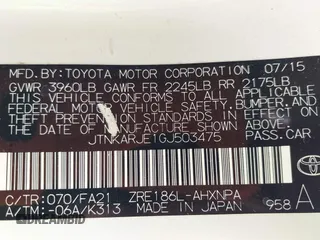 MFD. BY: TOYOTA MOTOR CORPORATION 07/15
GVWR 3960LB GAWR FR 2245LB RR 2175LB
THIS VEHICLE CONFORMS TO ALL APPLICABLE
FEDERAL MOTOR VEHICLE SAFETY, BUMPER, AND
THEFT PREVENTION STANDARDS IN EFFECT ON
THE DATE OF MANUFACTURE SHOWN ABOVE.
JTNKARJE1GJ503475 PASS.CAR
C/TR:070/FA21 ZRE186L-AHXNPA
A/TM:-06A/K313 MADE IN JAPAN 958 A
TOYOTA
DREAMBID